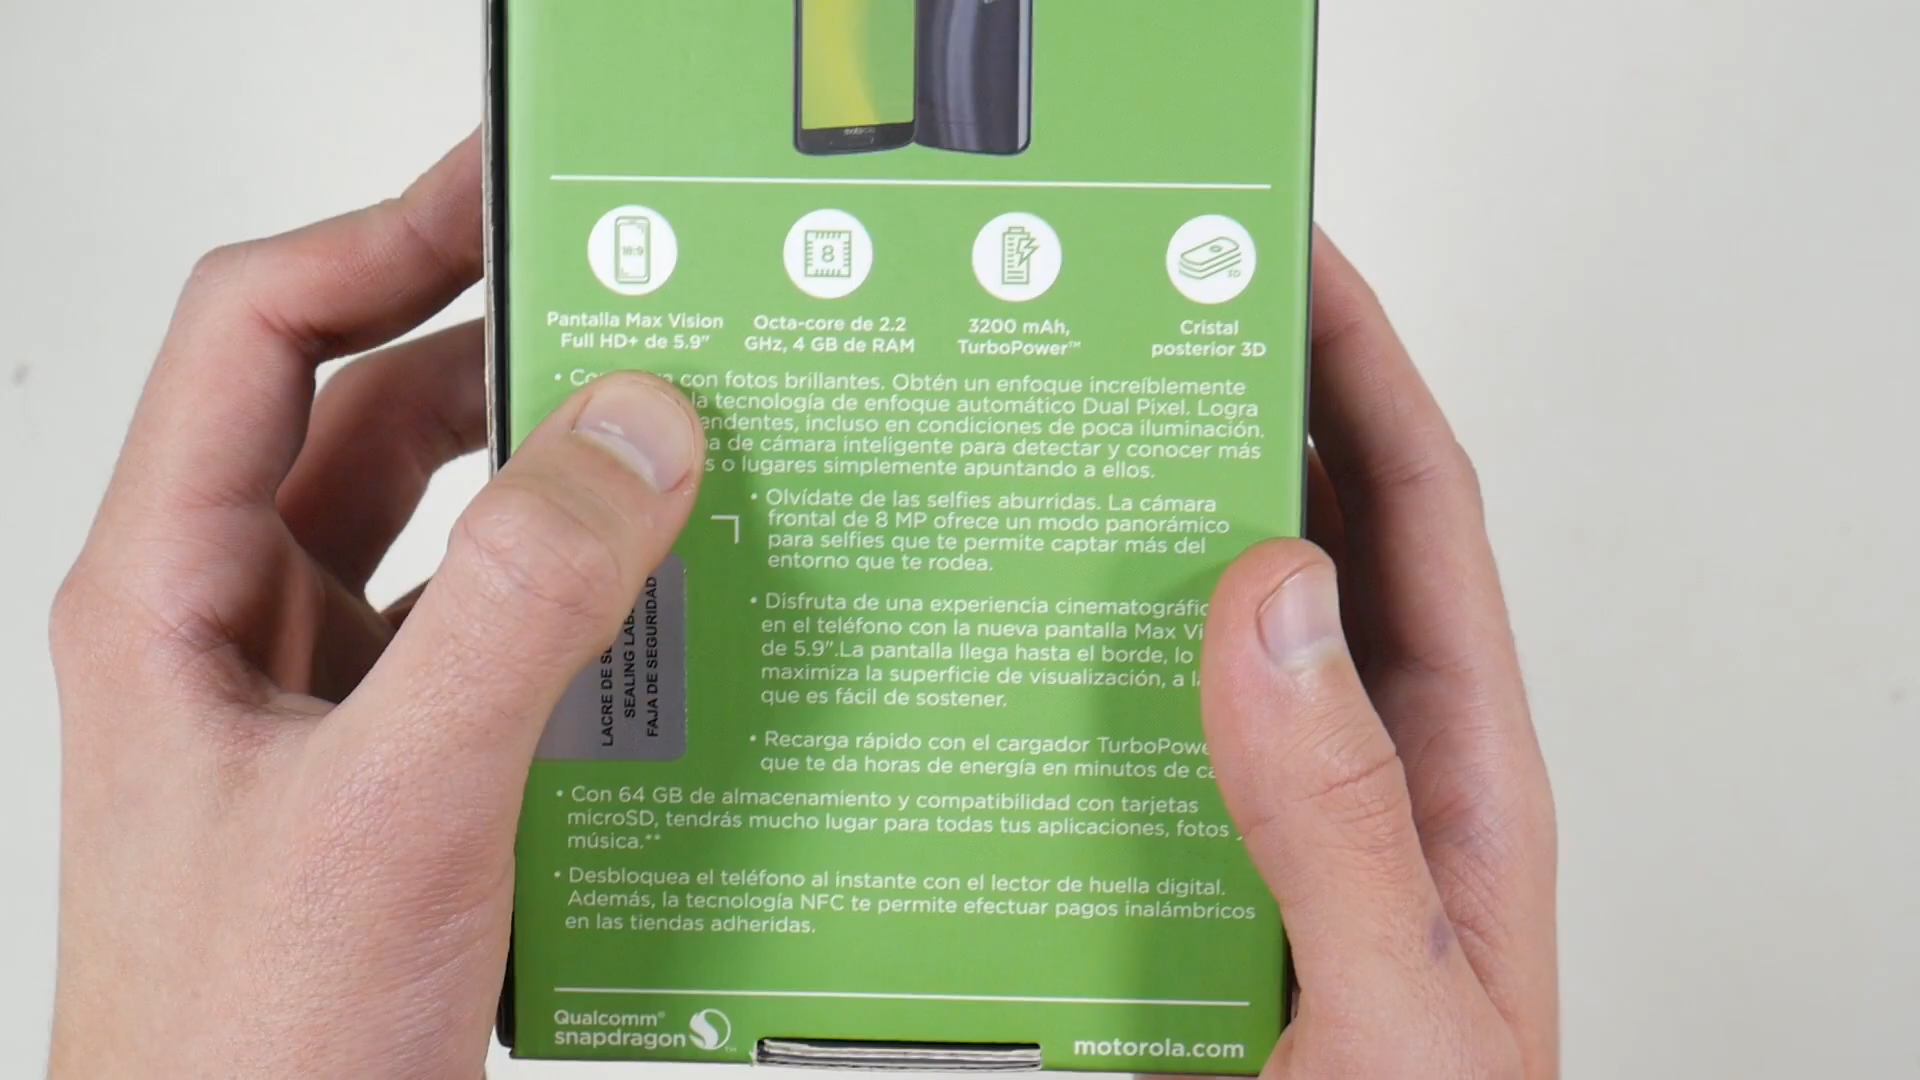 motorola
18:9
8
3D
Pantalla Max Vision
Full HD+ de 5.9"
Octa-core de 2.2
GHz, 4 GB de RAM
3200 mAh,
TurboPower™
Cristal
posterior 3D
• con fotos brillantes. Obtén un enfoque increíblemente
la tecnología de enfoque automático Dual Pixel. Logra
incluso en condiciones de poca iluminación.
de cámara inteligente para detectar y conocer más
o lugares simplemente apuntando a ellos.
• Olvídate de las selfies aburridas. La cámara
frontal de 8 MP ofrece un modo panorámico
para selfies que te permite captar más del
entorno que te rodea.
• Disfruta de una experiencia
en el teléfono con la nueva pantalla Max
de 5.9".La pantalla llega hasta el borde, lo
maximiza la superficie de visualización, a
que es fácil de sostener.
• Recarga rápido con el cargador
que te da horas de energía en minutos de
• Con 64 GB de almacenamiento y compatibilidad con tarjetas
microSD, tendrás mucho lugar para todas tus aplicaciones, fotos
música.**
• Desbloquea el teléfono al instante con el lector de huella digital.
Además, la tecnología NFC te permite efectuar pagos inalámbricos
en las tiendas adheridas.
LACRE DE
SEALING
FAJA DE SEGURIDAD
Qualcomm®
snapdragon™
motorola.com